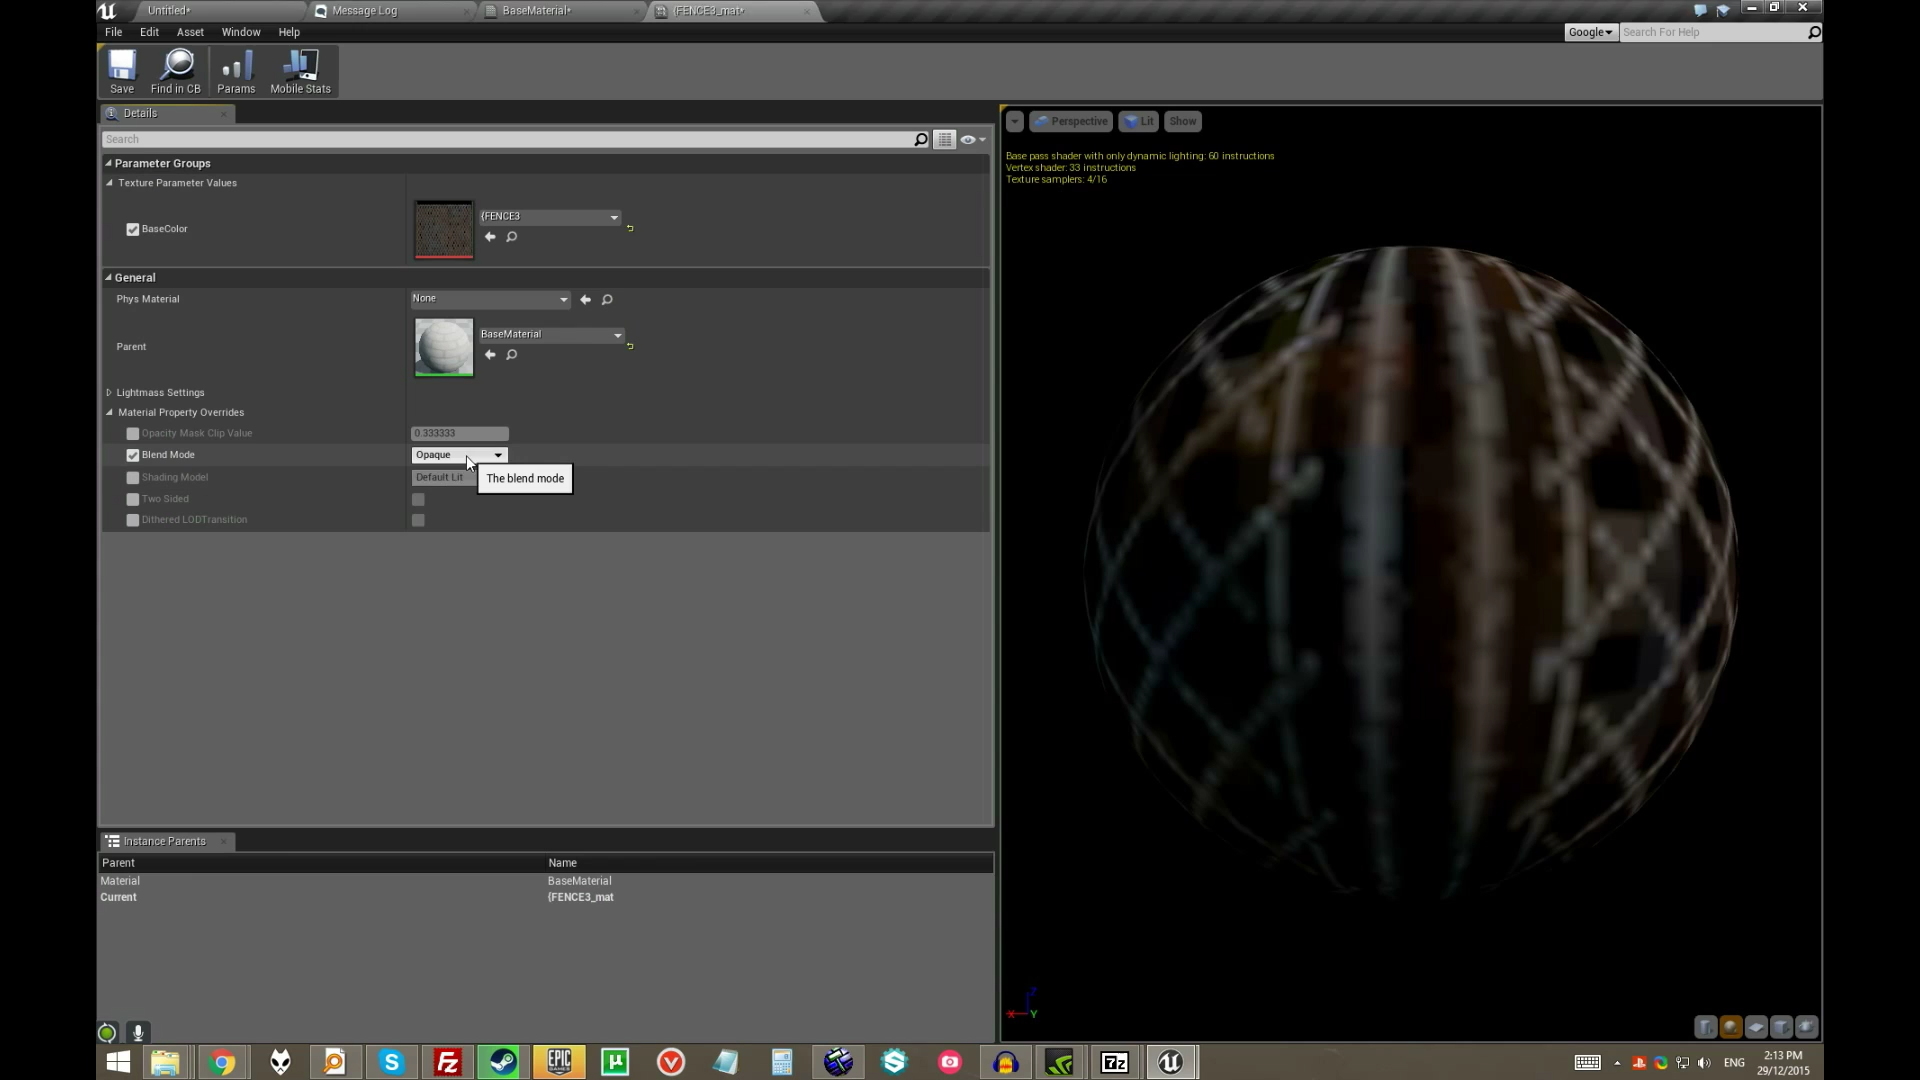 Untitled*
Message Log
BaseMaterial*
{FENCE3_mat*
File Edit Asset Window Help
Google
Search For Help
Save
Find in CB
Params
Mobile Stats
Details
Search
Parameter Groups
Texture Parameter Values
BaseColor
{FENCE3
General
Phys Material
None
Parent
BaseMaterial
Lightmass Settings
Material Property Overrides
Opacity Mask Clip Value
0.333333
Blend Mode
Opaque
Shading Model
Default Lit
The blend mode
Two Sided
Dithered LODTransition
Perspective
Lit
Show
Base pass shader with only dynamic lighting: 60 instructions
Vertex shader: 33 instructions
Texture samplers: 4/16
Instance Parents
Parent Name
Material BaseMaterial
Current {FENCE3_mat
Z
X Y
EPIC
GAMES
7z
ENG
2:13 PM
29/12/2015